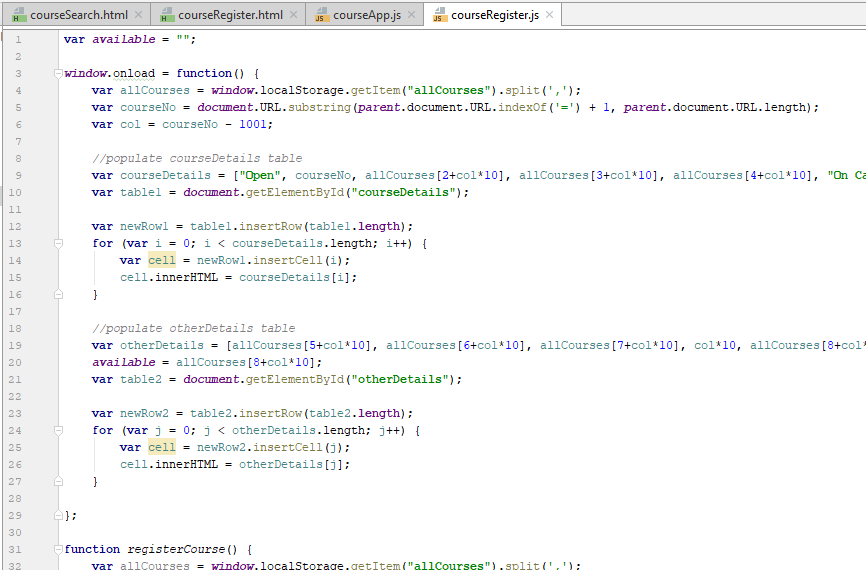 courseSearch.html courseRegister.html courseApp.js courseRegister.js
1 var available = "";
2
3 window.onload = function() {
4 var allCourses = window.localStorage.getItem("allCourses").split(',');
5 var courseNo = document.URL.substring(parent.document.URL.indexOf('=') + 1, parent.document.URL.length);
6 var col = courseNo - 1001;
7
8 //populate courseDetails table
9 var courseDetails = ["Open", courseNo, allCourses[2+col*10], allCourses[3+col*10], allCourses[4+col*10], "On Ca
10 var table1 = document.getElementById("courseDetails");
11
12 var newRow1 = table1.insertRow(table1.length);
13 for (var i = 0; i < courseDetails.length; i++) {
14 var cell = newRow1.insertCell(i);
15 cell.innerHTML = courseDetails[i];
16 }
17
18 //populate otherDetails table
19 var otherDetails = [allCourses[5+col*10], allCourses[6+col*10], allCourses[7+col*10], col*10, allCourses[8+col*
20 available = allCourses[8+col*10];
21 var table2 = document.getElementById("otherDetails");
22
23 var newRow2 = table2.insertRow(table2.length);
24 for (var j = 0; j < otherDetails.length; j++) {
25 var cell = newRow2.insertCell(j);
26 cell.innerHTML = otherDetails[j];
27 }
28
29 };
30
31 function registerCourse() {
32 var allCourses = window.localStorage.getItem("allCourses").split(',');